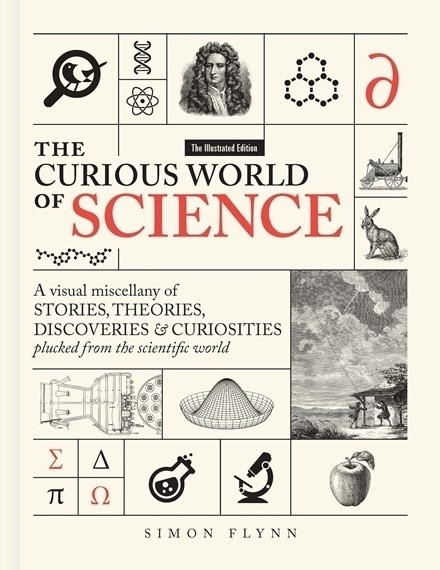 ∂
The Illustrated Edition
THE
CURIOUS WORLD
OF SCIENCE
A visual miscellany of
STORIES, THEORIES,
DISCOVERIES & CURIOSITIES
plucked from the scientific world
Σ Δ
π Ω
SIMON FLYNN